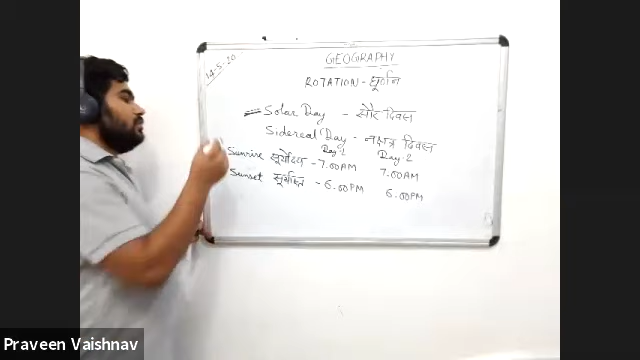 14-5-20
GEOGRAPHY
ROTATION - घूर्णन
Solar Day - सौर दिवस
Sidereal Day - नक्षत्र दिवस
Day-1 Day-2
Sunrise सूर्योदय - 7.00AM 7.00AM
Sunset सूर्यास्त - 6.00PM 6.00PM
Praveen Vaishnav